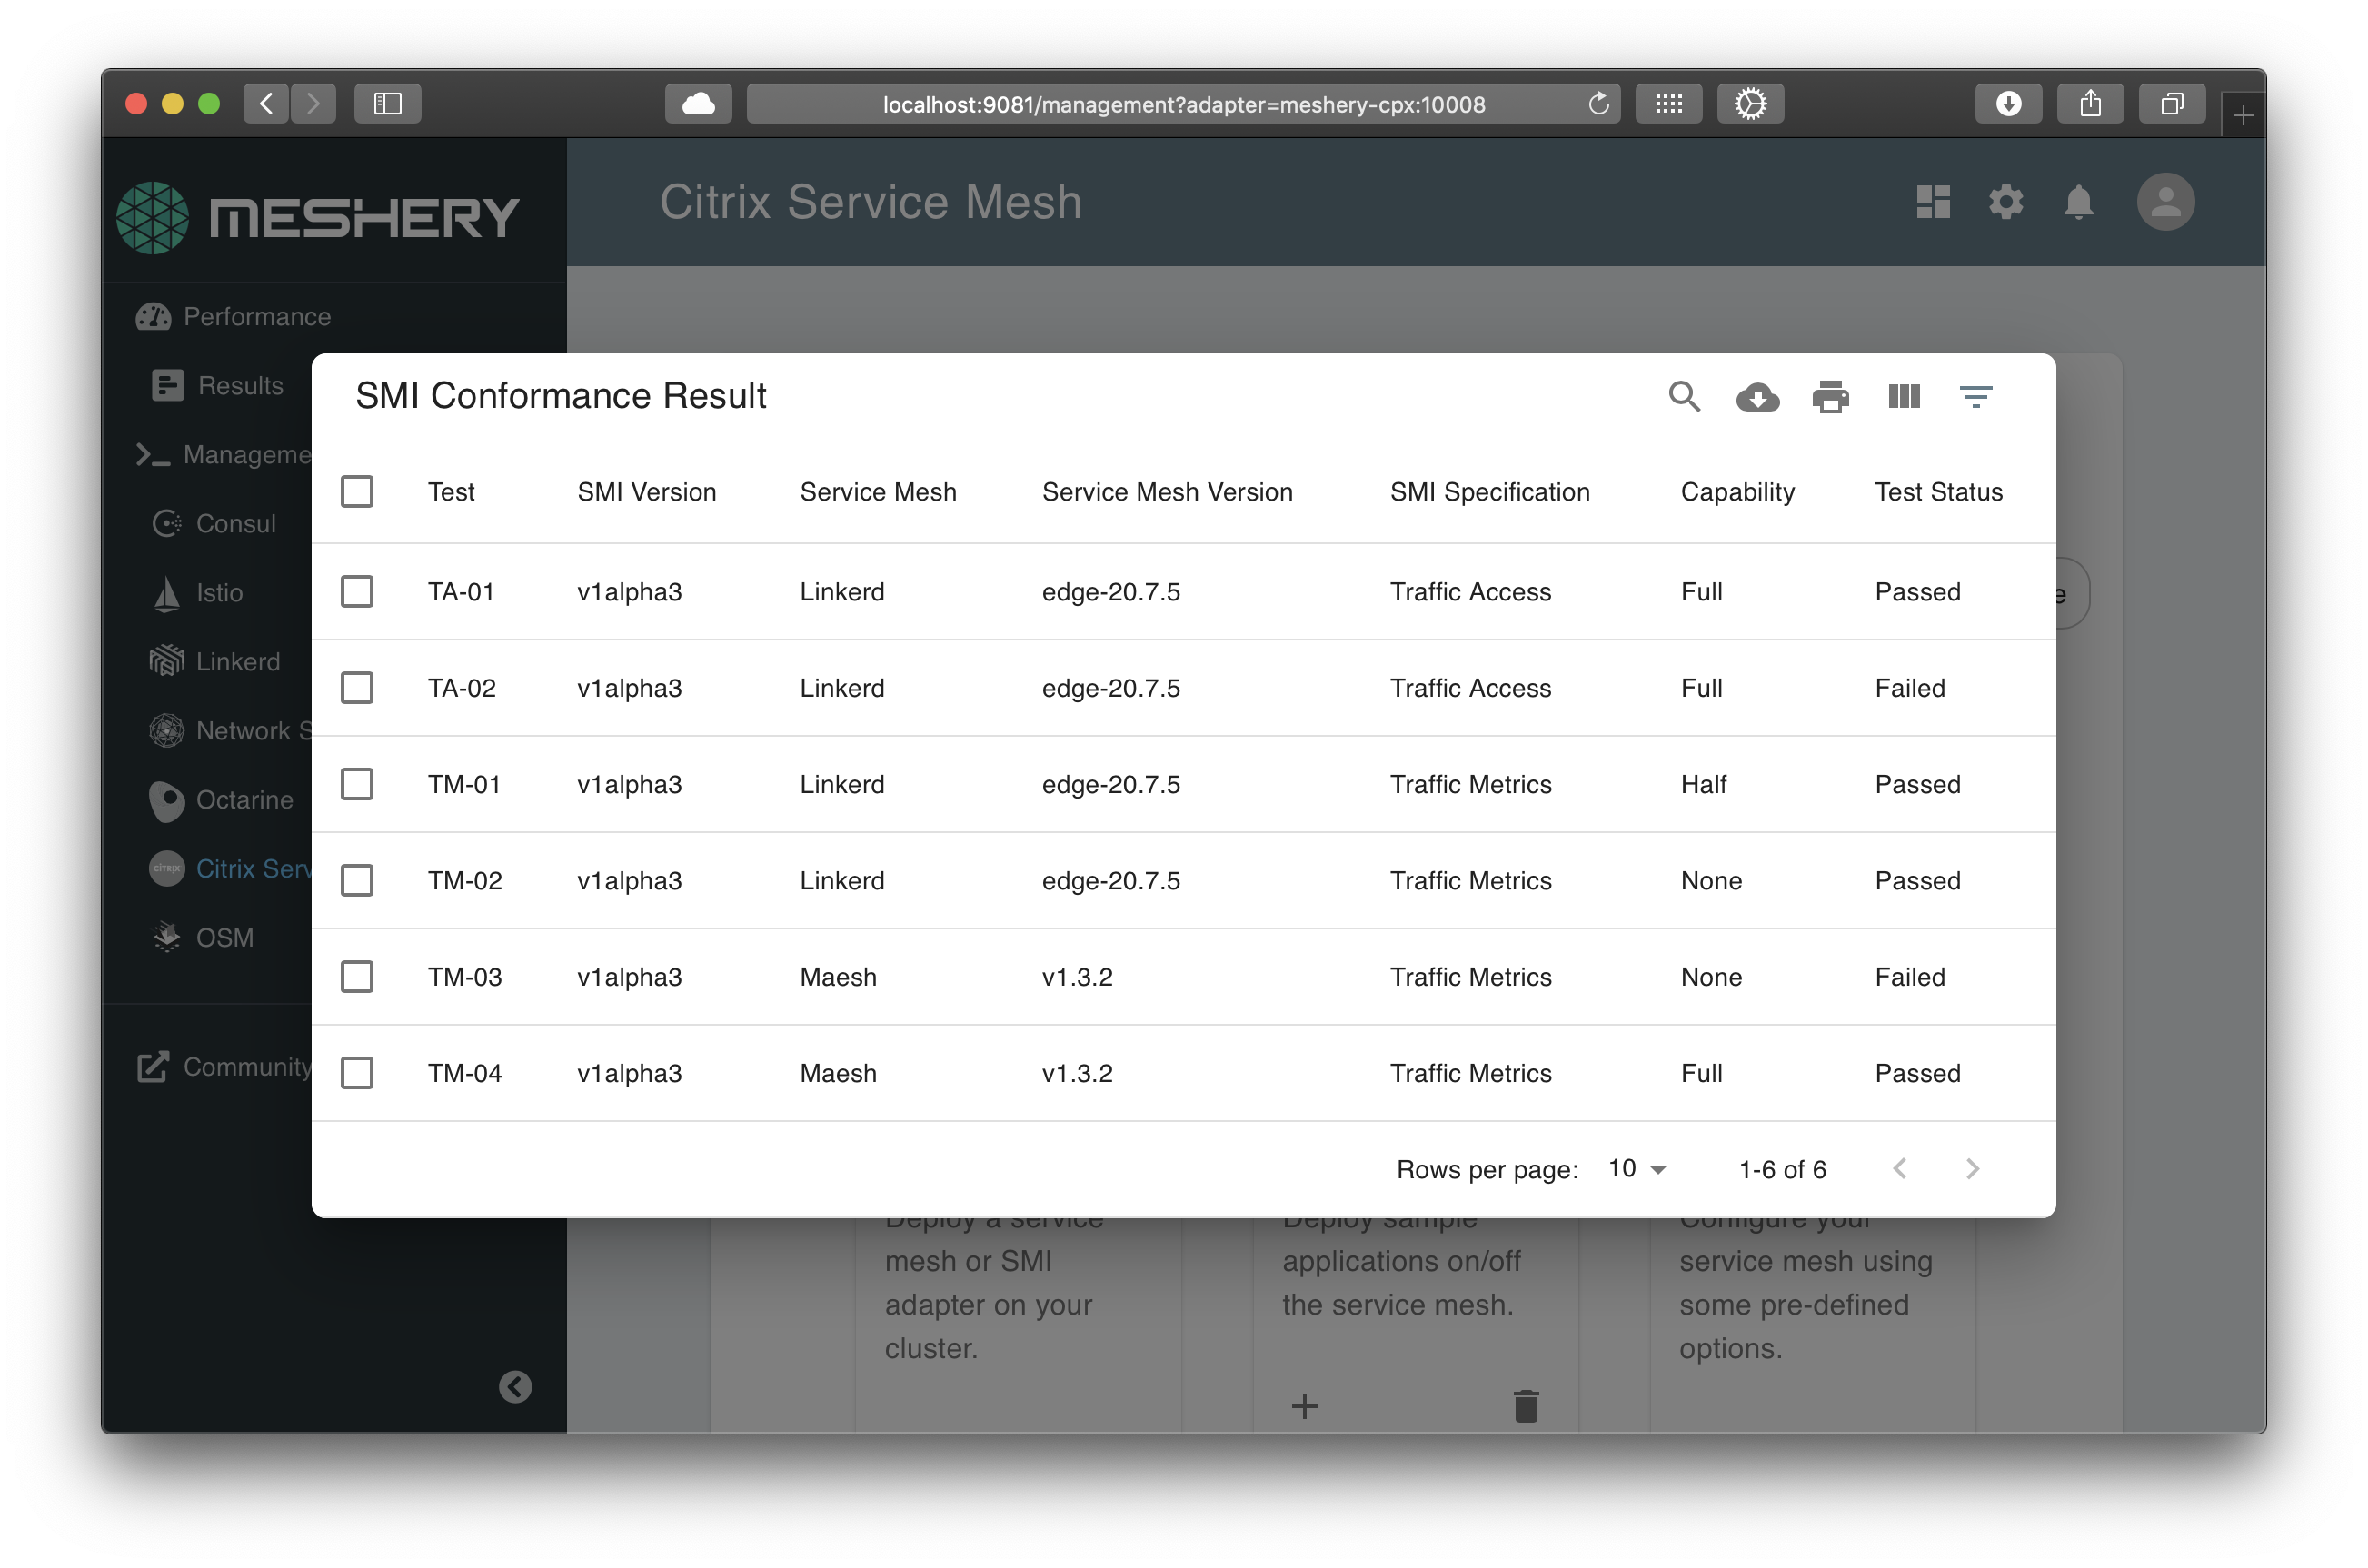 localhost:9081/management?adapter=meshery-cpx:10008
MESHERY
Citrix Service Mesh
Performance
Results
Manageme
Consul
Istio
Linkerd
Network S
Octarine
citrix Citrix Serv
OSM
Community
SMI Conformance Result
Test SMI Version Service Mesh Service Mesh Version SMI Specification Capability Test Status
TA-01 v1alpha3 Linkerd edge-20.7.5 Traffic Access Full Passed
TA-02 v1alpha3 Linkerd edge-20.7.5 Traffic Access Full Failed
TM-01 v1alpha3 Linkerd edge-20.7.5 Traffic Metrics Half Passed
TM-02 v1alpha3 Linkerd edge-20.7.5 Traffic Metrics None Passed
TM-03 v1alpha3 Maesh v1.3.2 Traffic Metrics None Failed
TM-04 v1alpha3 Maesh v1.3.2 Traffic Metrics Full Passed
Rows per page: 10 1-6 of 6
e
Deploy a service
mesh or SMI
adapter on your
cluster.
Deploy sample
applications on/off
the service mesh.
Configure your
service mesh using
some pre-defined
options.